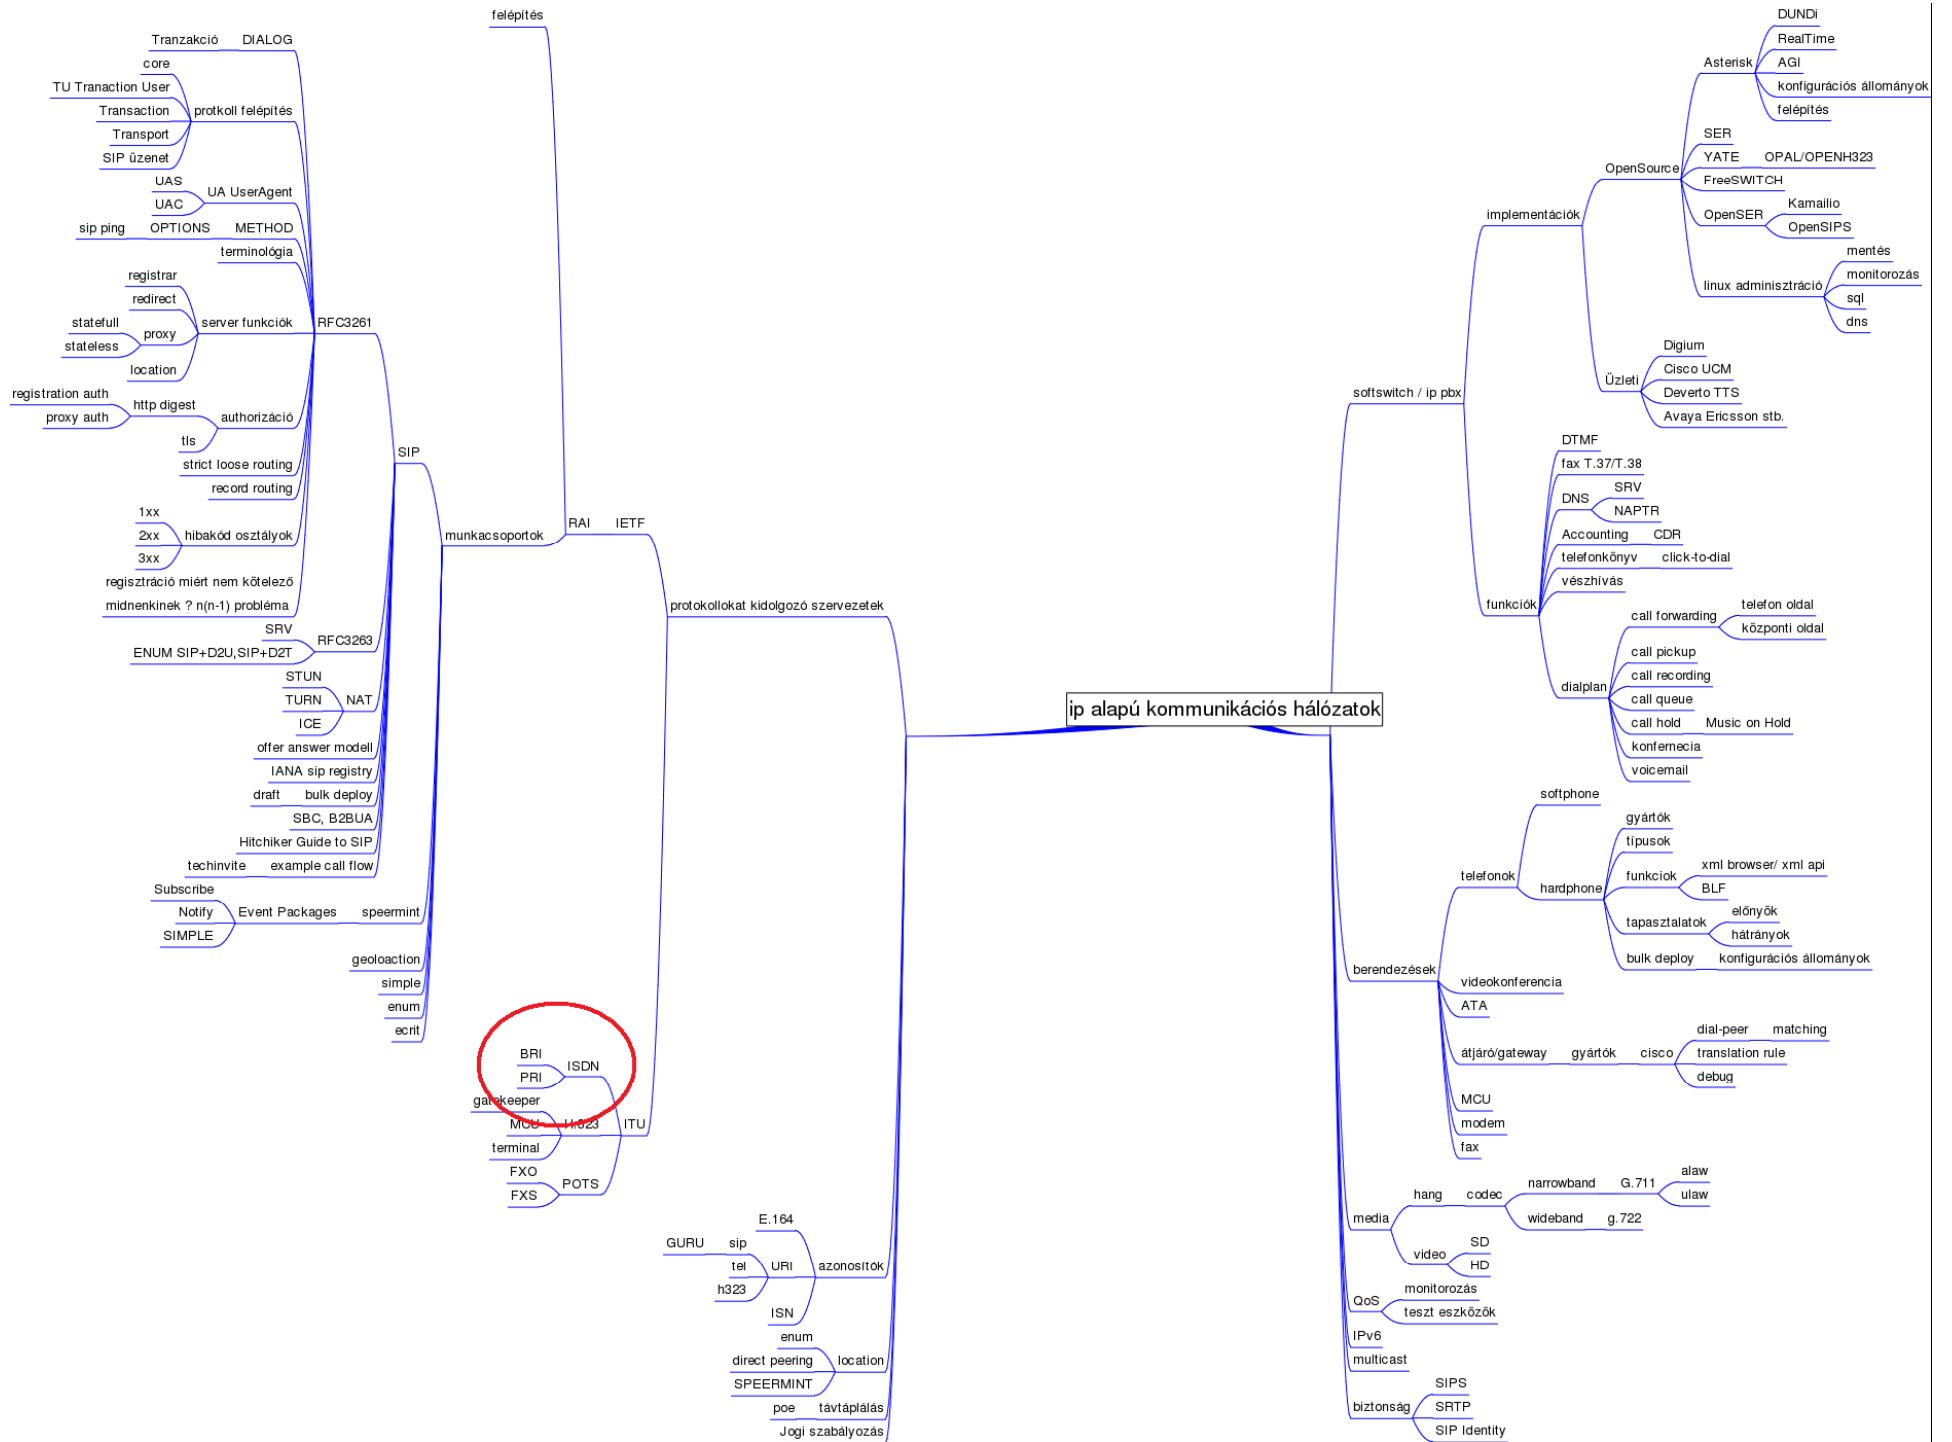 felépítés
Tranzakció DIALOG
core
TU Tranaction User
Transaction
Transport
SIP üzenet
protkoll felépítés
UAS
UAC
UA UserAgent
sip ping OPTIONS METHOD
terminológia
registrar
redirect
statefull
stateless
proxy
location
server funkciók
RFC3261
registration auth
proxy auth
http digest
tls
authorizáció
strict loose routing
record routing
1xx
2xx
3xx
hibakód osztályok
regisztráció miért nem kötelező
midnenkinek ? n(n-1) probléma
SRV
ENUM SIP+D2U,SIP+D2T
RFC3263
STUN
TURN
ICE
NAT
offer answer modell
IANA sip registry
draft bulk deploy
SBC, B2BUA
Hitchiker Guide to SIP
techinvite example call flow
SIP
Subscribe
Notify
SIMPLE
Event Packages speermint
geoloaction
simple
enum
ecrit
munkacsoportok
RAI IETF
BRI
PRI
ISDN
gatekeeper
MCU
terminal
H.323
FXO
FXS
POTS
ITU
protokollokat kidolgozó szervezetek
E.164
GURU sip
tel
h323
URI
ISN
azonosítók
enum
direct peering
SPEERMINT
location
poe távtáplálás
Jogi szabályozás
ip alapú kommunikációs hálózatok
softswitch / ip pbx
implementációk
OpenSource
Asterisk
DUNDi
RealTime
AGI
konfigurációs állományok
felépítés
SER
YATE OPAL/OPENH323
FreeSWITCH
OpenSER
Kamailio
OpenSIPS
linux adminisztráció
mentés
monitorozás
sql
dns
Üzleti
Digium
Cisco UCM
Deverto TTS
Avaya Ericsson stb.
funkciók
DTMF
fax T.37/T.38
DNS
SRV
NAPTR
Accounting CDR
telefonkönyv click-to-dial
vészhívás
dialplan
call forwarding
telefon oldal
központi oldal
call pickup
call recording
call queue
call hold Music on Hold
konfernecia
voicemail
berendezések
telefonok
softphone
hardphone
gyártók
típusok
funkciok
xml browser/ xml api
BLF
tapasztalatok
előnyök
hátrányok
bulk deploy konfigurációs állományok
videokonferencia
ATA
átjáró/gateway gyártók cisco
dial-peer matching
translation rule
debug
MCU
modem
fax
media
hang codec
narrowband G.711
alaw
ulaw
wideband g.722
video
SD
HD
QoS
monitorozás
teszt eszközök
IPv6
multicast
biztonság
SIPS
SRTP
SIP Identity